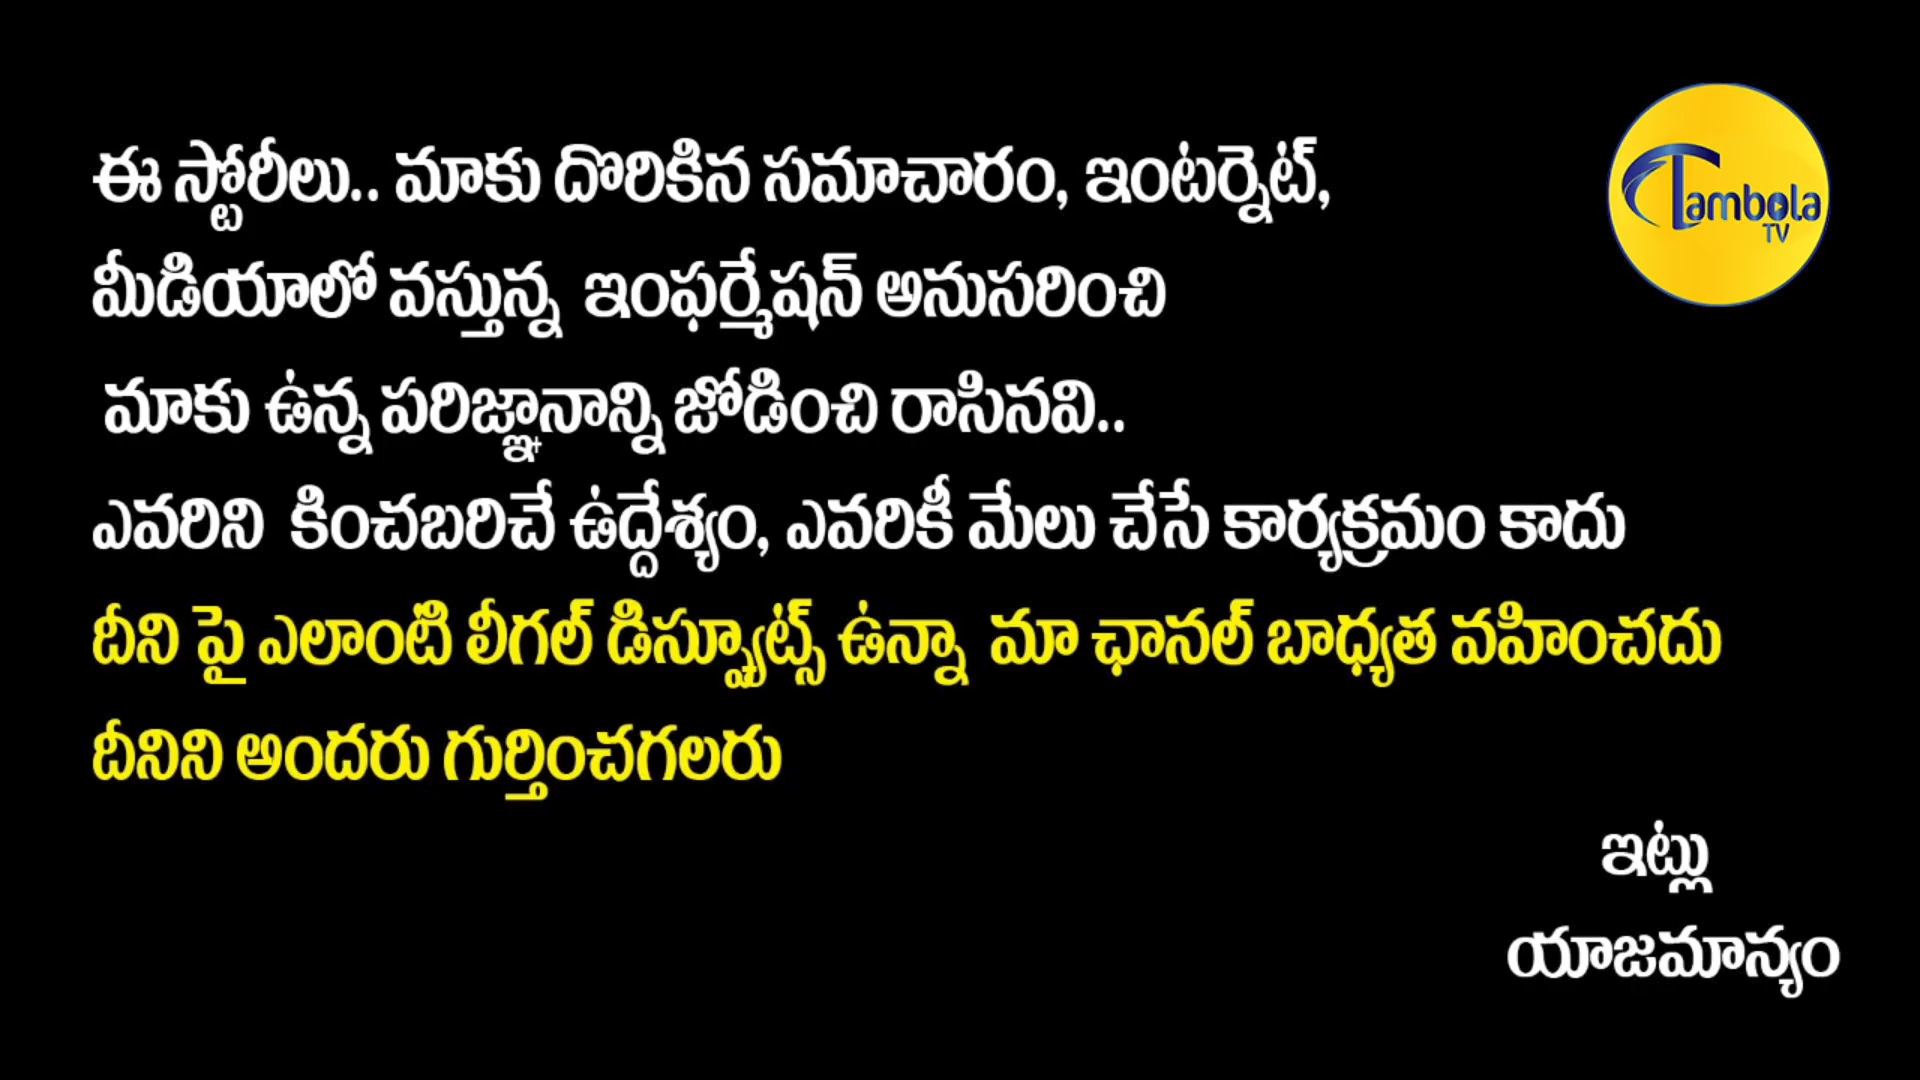 ఈ స్టోరీలు.. మాకు దొరికిన సమాచారం, ఇంటర్నెట్,
మీడియాలో వస్తున్న ఇంఫర్మేషన్ అనుసరించి
మాకు ఉన్న పరిజ్ఞానాన్ని జోడించి రాసినవి..
ఎవరిని కించబరిచే ఉద్దేశ్యం, ఎవరికీ మేలు చేసే కార్యక్రమం కాదు
దీని పై ఎలాంటి లీగల్ డిస్ప్యూట్స్ ఉన్నా మా ఛానల్ బాధ్యత వహించదు
దీనిని అందరు గుర్తించగలరు
ఇట్లు
యాజమాన్యం
Tambola
TV